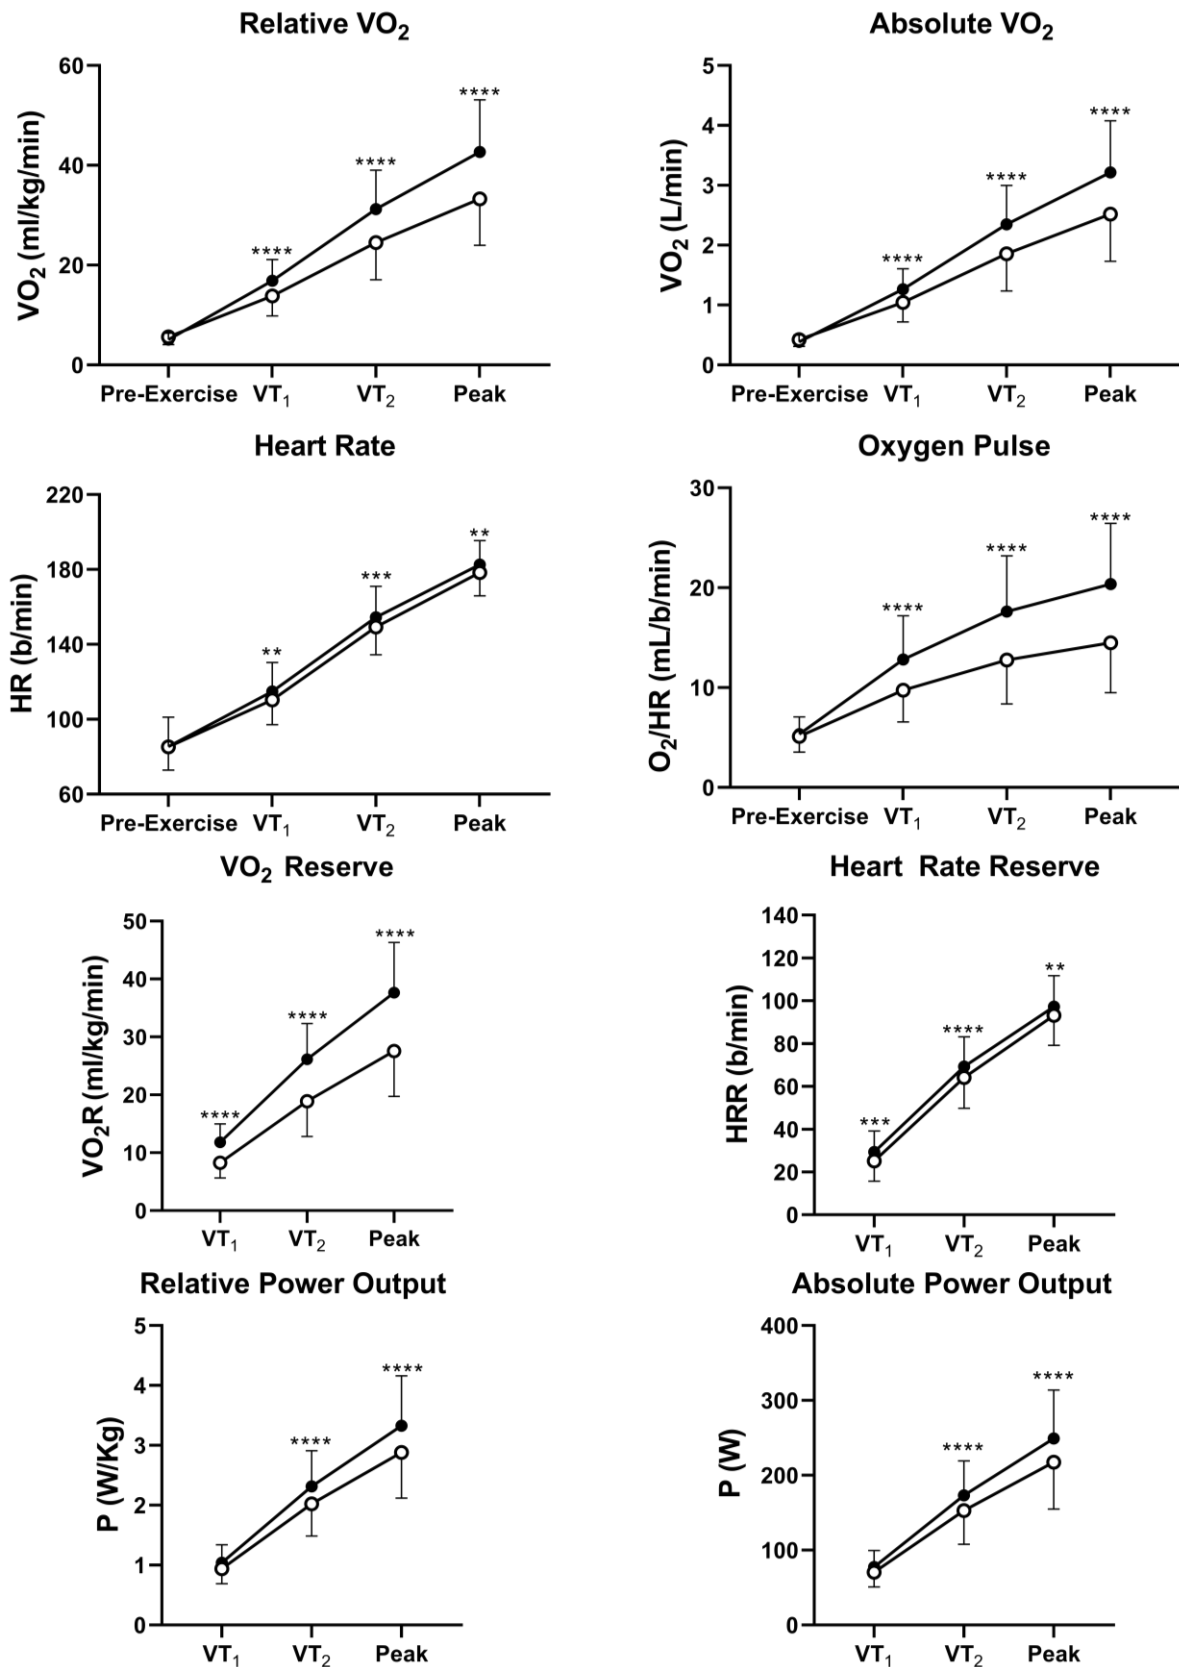 Relative VO₂
60
40
20
0
VO₂ (ml/kg/min)
****
****
****
Pre-Exercise VT₁ VT₂ Peak
Absolute VO₂
5
4
3
2
1
0
VO₂ (L/min)
****
****
****
Pre-Exercise VT₁ VT₂ Peak
Heart Rate
220
180
140
100
60
HR (b/min)
**
***
**
Pre-Exercise VT₁ VT₂ Peak
Oxygen Pulse
30
20
10
0
O₂/HR (mL/b/min)
****
****
****
Pre-Exercise VT₁ VT₂ Peak
VO₂ Reserve
50
40
30
20
10
0
VO₂R (ml/kg/min)
****
****
****
VT₁ VT₂ Peak
Heart Rate Reserve
140
120
100
80
60
40
20
0
HRR (b/min)
***
****
**
VT₁ VT₂ Peak
Relative Power Output
5
4
3
2
1
0
P (W/Kg)
****
****
VT₁ VT₂ Peak
Absolute Power Output
400
300
200
100
0
P (W)
****
****
VT₁ VT₂ Peak